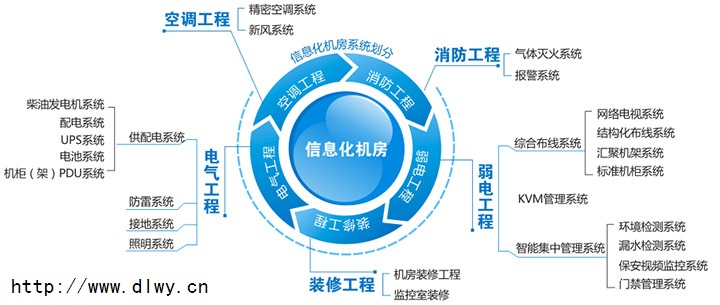 空调工程
精密空调系统
新风系统
信息化机房系统划分
消防工程
气体灭火系统
报警系统
空调工程
消防工程
弱电工程
装修工程
电气工程
信息化机房
柴油发电机系统
配电系统
UPS系统
电池系统
机柜（架）PDU系统
供配电系统
防雷系统
接地系统
照明系统
电气工程
弱电工程
综合布线系统
网络电视系统
结构化布线系统
汇聚机架系统
标准机柜系统
KVM管理系统
智能集中管理系统
环境检测系统
漏水检测系统
保安视频监控系统
门禁管理系统
装修工程
机房装修工程
监控室装修
http://www.dlwy.cn